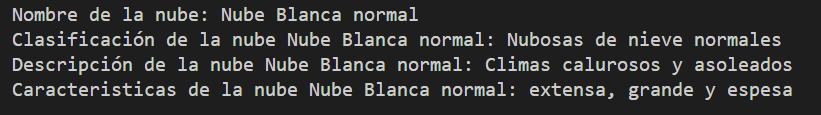 Nombre de la nube: Nube Blanca normal
Clasificación de la nube Nube Blanca normal: Nubosas de nieve normales
Descripción de la nube Nube Blanca normal: Climas calurosos y asoleados
Caracteristicas de la nube Nube Blanca normal: extensa, grande y espesa